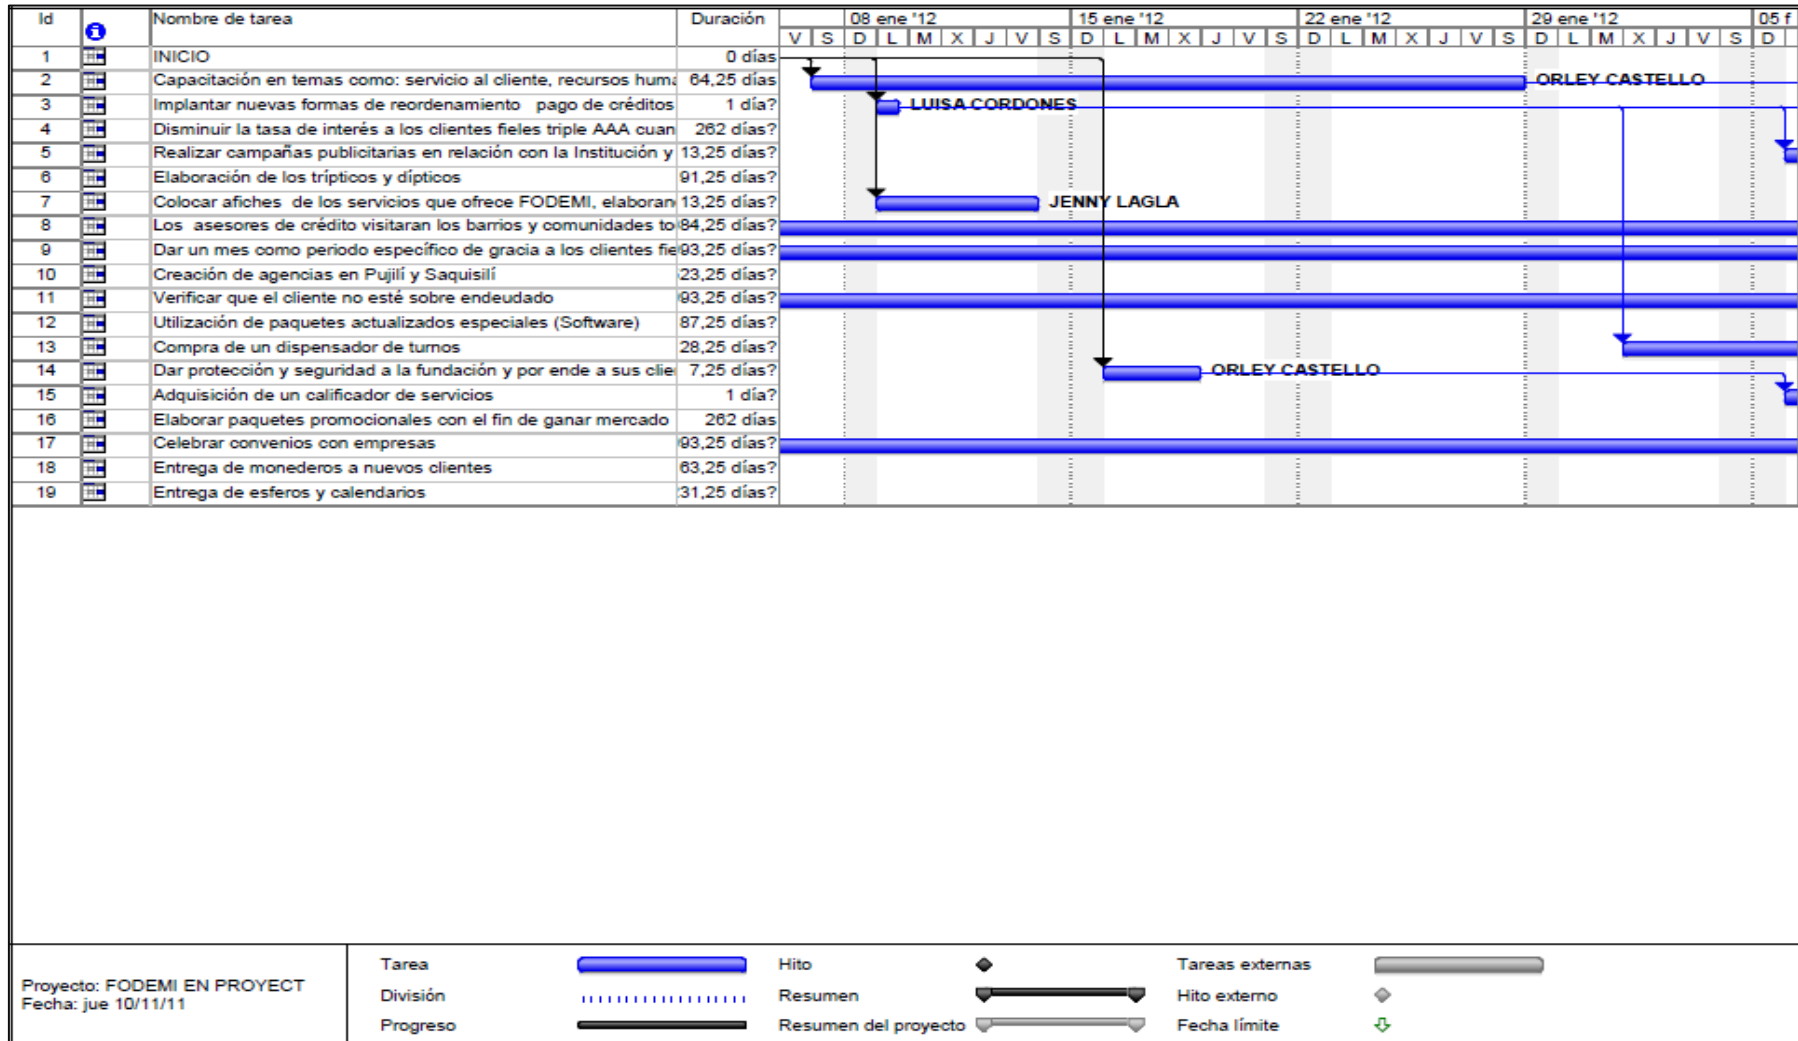 Id Nombre de tarea Duración 08 ene '12 15 ene '12 22 ene '12 29 ene '12 05 f
V S D L M X J V S D L M X J V S D L M X J V S D L M X J V S D
1 INICIO 0 días
2 Capacitación en temas como: servicio al cliente, recursos huma 64,25 días ORLEY CASTELLO
3 Implantar nuevas formas de reordenamiento pago de créditos 1 día? LUISA CORDONES
4 Disminuir la tasa de interés a los clientes fieles triple AAA cuan 262 días?
5 Realizar campañas publicitarias en relación con la Institución y 13,25 días?
6 Elaboración de los trípticos y dípticos 91,25 días?
7 Colocar afiches de los servicios que ofrece FODEMI, elaboran 13,25 días? JENNY LAGLA
8 Los asesores de crédito visitaran los barrios y comunidades to 84,25 días?
9 Dar un mes como periodo específico de gracia a los clientes fie 93,25 días?
10 Creación de agencias en Pujilí y Saquisilí 23,25 días?
11 Verificar que el cliente no esté sobre endeudado 93,25 días?
12 Utilización de paquetes actualizados especiales (Software) 87,25 días?
13 Compra de un dispensador de turnos 28,25 días?
14 Dar protección y seguridad a la fundación y por ende a sus clie 7,25 días? ORLEY CASTELLO
15 Adquisición de un calificador de servicios 1 día?
16 Elaborar paquetes promocionales con el fin de ganar mercado 262 días
17 Celebrar convenios con empresas 93,25 días?
18 Entrega de monederos a nuevos clientes 63,25 días?
19 Entrega de esferos y calendarios 31,25 días?
Proyecto: FODEMI EN PROYECT
Fecha: jue 10/11/11
Tarea Hito Tareas externas
División Resumen Hito externo
Progreso Resumen del proyecto Fecha límite